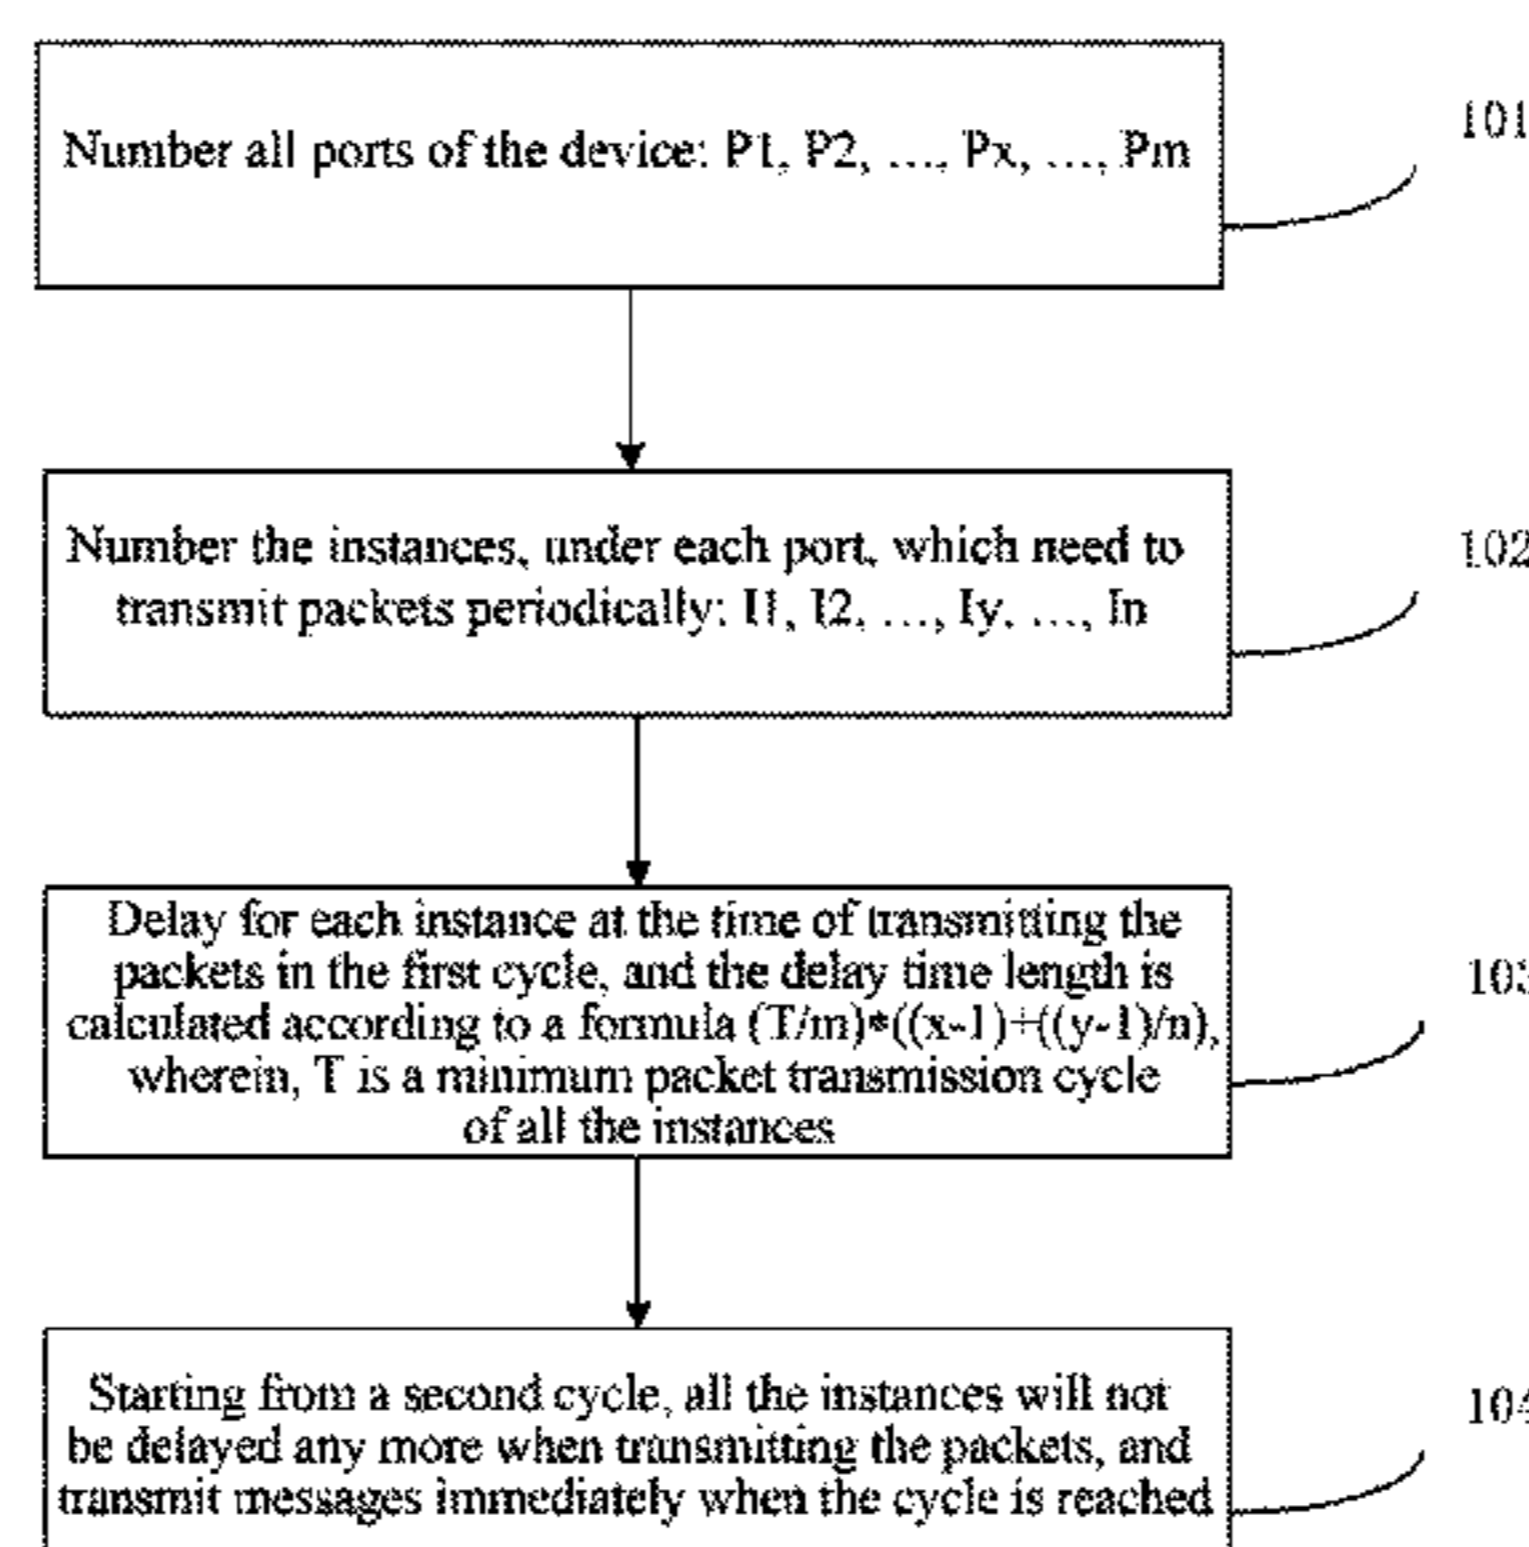 Number all ports of the device: P1, P2, ..., Px, ..., Pm
101
Number the instances, under each port, which need to
transmit packets periodically: I1, I2, ..., Iy, ..., In
102
Delay for each instance at the time of transmitting the
packets in the first cycle, and the delay time length is
calculated according to a formula (T/m)*((x-1)+((y-1)/n),
wherein, T is a minimum packet transmission cycle
of all the instances
103
Starting from a second cycle, all the instances will not
be delayed any more when transmitting the packets, and
transmit messages immediately when the cycle is reached
104